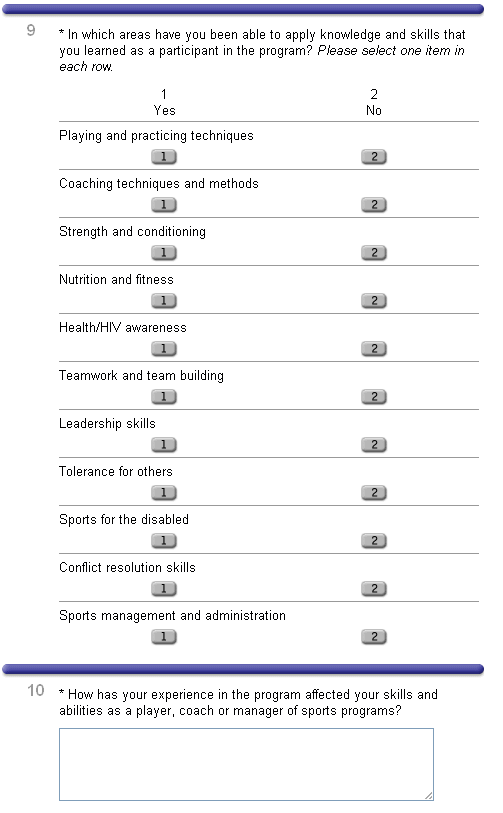 9
* In which areas have you been able to apply knowledge and skills that
you learned as a participant in the program? Please select one item in
each row.
1 2
Yes No
Playing and practicing techniques
1 2
Coaching techniques and methods
1 2
Strength and conditioning
1 2
Nutrition and fitness
1 2
Health/HIV awareness
1 2
Teamwork and team building
1 2
Leadership skills
1 2
Tolerance for others
1 2
Sports for the disabled
1 2
Conflict resolution skills
1 2
Sports management and administration
1 2
10
* How has your experience in the program affected your skills and
abilities as a player, coach or manager of sports programs?